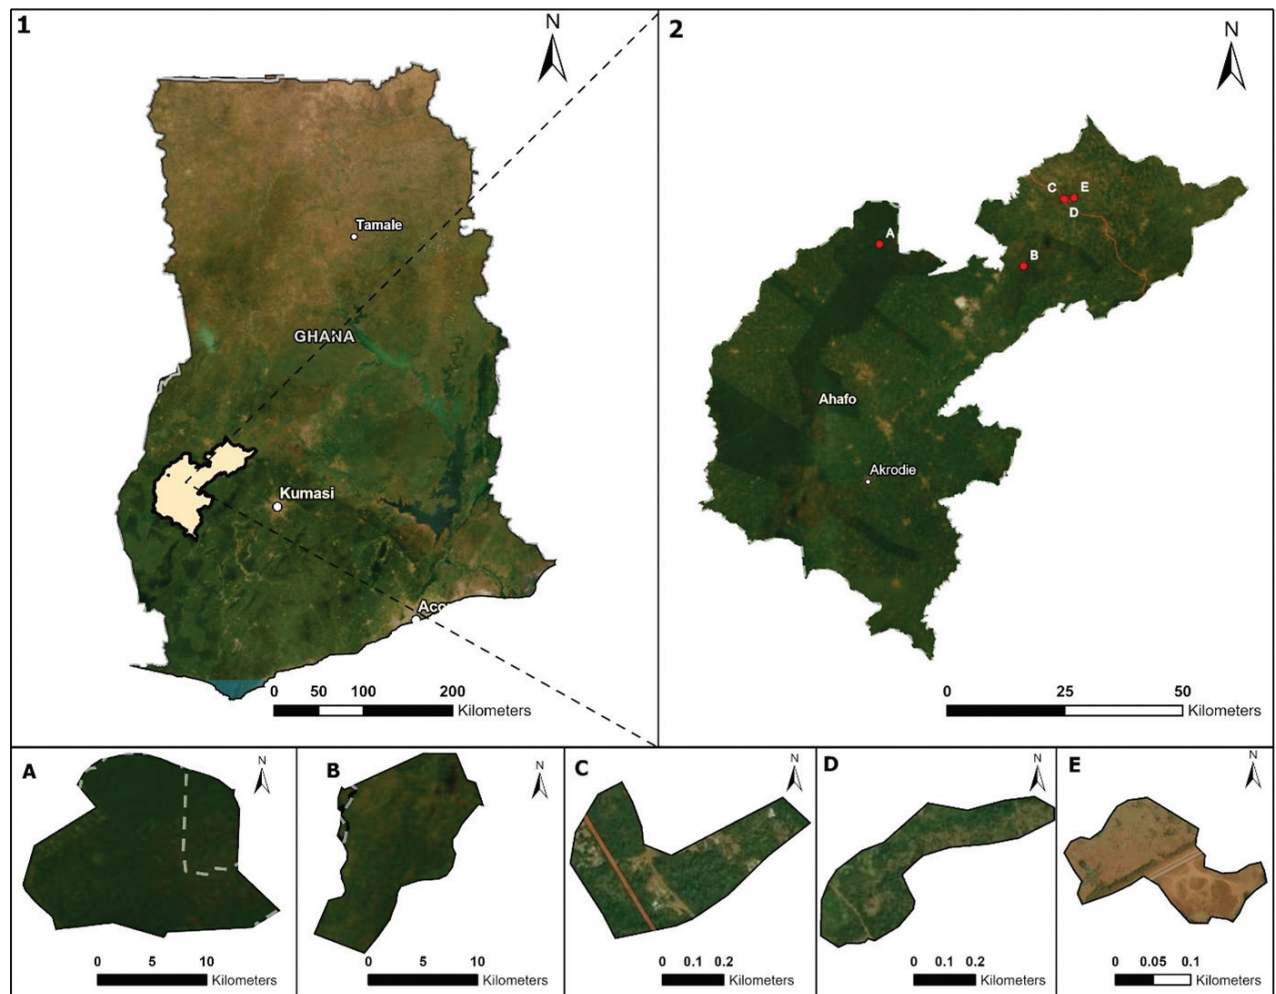 1
N
Tamale
GHANA
Kumasi
Acc
0 50 100 200
Kilometers
2
N
C E
D
A
B
Ahafo
Akrodie
0 25 50
Kilometers
A
N
0 5 10
Kilometers
B
N
0 5 10
Kilometers
C
N
0 0.1 0.2
Kilometers
D
N
0 0.1 0.2
Kilometers
E
N
0 0.05 0.1
Kilometers